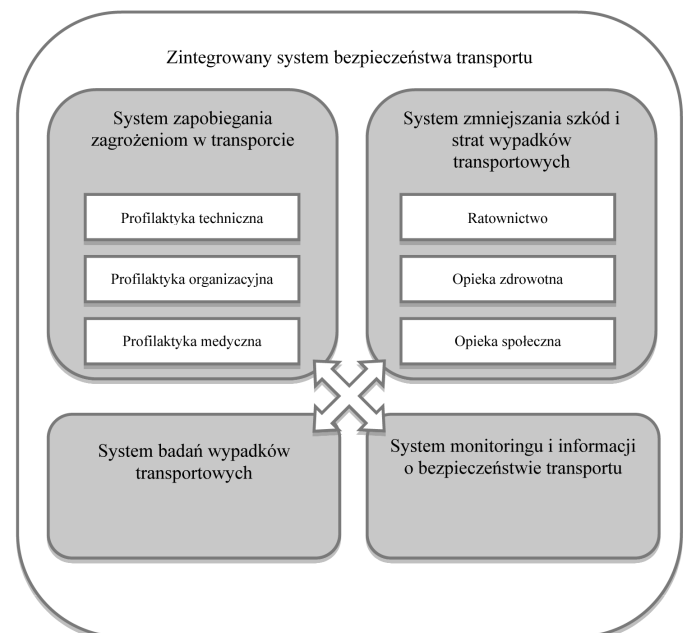 Zintegrowany system bezpieczeństwa transportu
System zapobiegania
zagrożeniom w transporcie
Profilaktyka techniczna
Profilaktyka organizacyjna
Profilaktyka medyczna
System zmniejszania szkód i
strat wypadków
transportowych
Ratownictwo
Opieka zdrowotna
Opieka społeczna
System badań wypadków
transportowych
System monitoringu i informacji
o bezpieczeństwie transportu